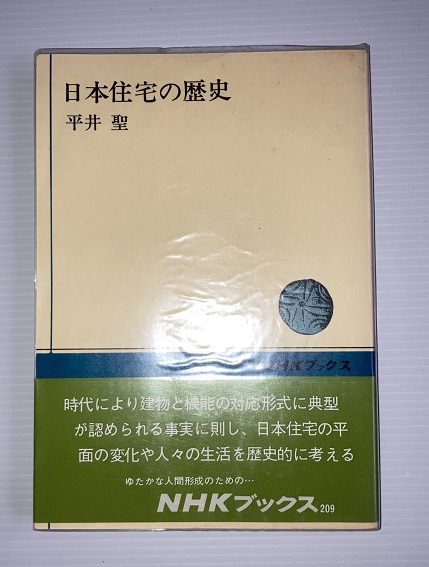 日本住宅の歴史
平井 聖
NHKブックス
時代により建物と機能の対応形式に典型
が認められる事実に則し、日本住宅の平
面の変化や人々の生活を歴史的に考える
ゆたかな人間形成のための…
NHKブックス209